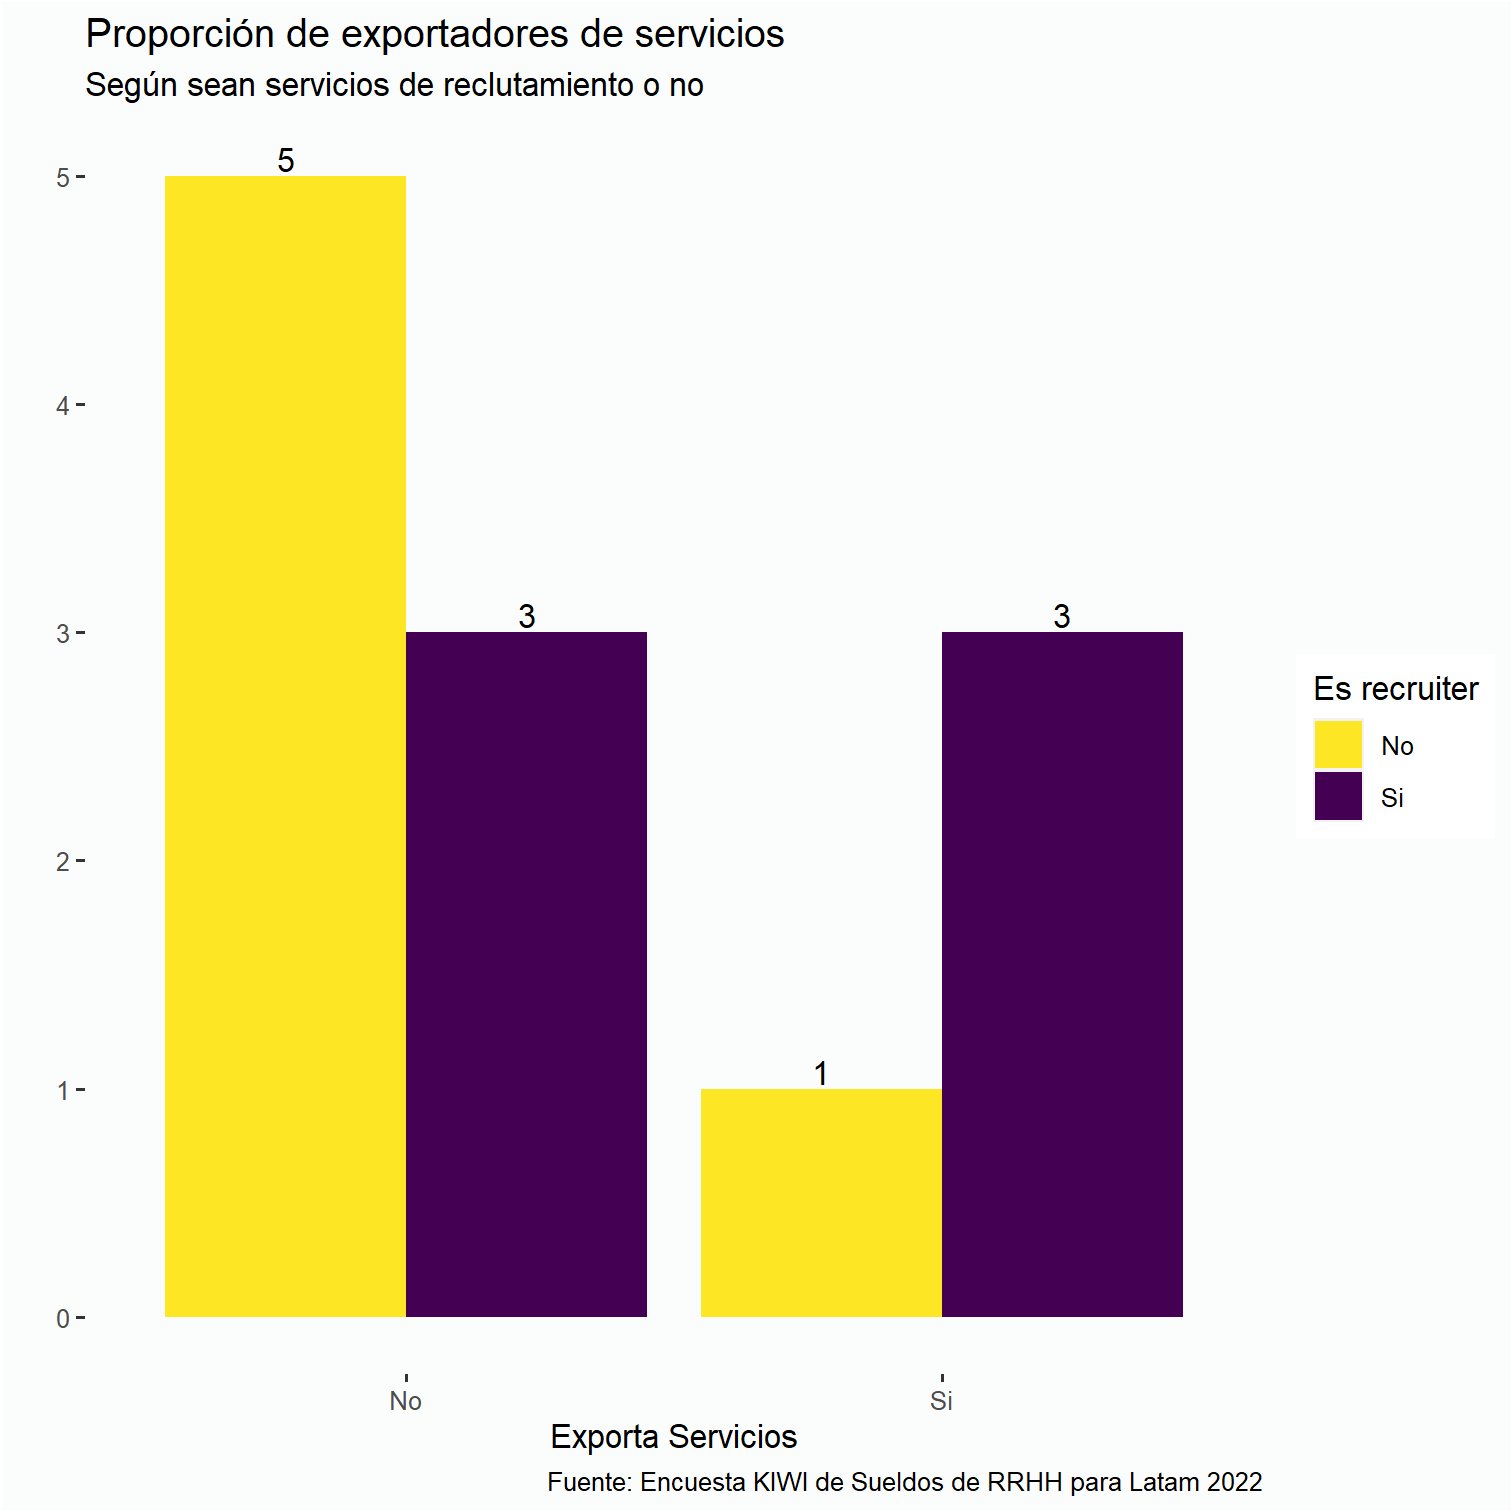 Proporción de exportadores de servicios
Según sean servicios de reclutamiento o no
5
4
3
2
1
0
5
3
1
3
No
Si
Exporta Servicios
Fuente: Encuesta KIWI de Sueldos de RRHH para Latam 2022
Es recruiter
No
Si